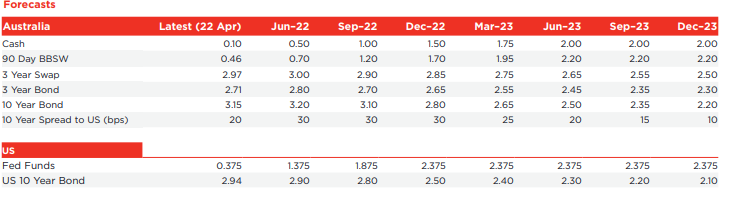 Forecasts
Australia Latest (22 Apr) Jun–22 Sep–22 Dec–22 Mar–23 Jun–23 Sep–23 Dec–23
Cash 0.10 0.50 1.00 1.50 1.75 2.00 2.00 2.00
90 Day BBSW 0.46 0.70 1.20 1.70 1.95 2.20 2.20 2.20
3 Year Swap 2.97 3.00 2.90 2.85 2.75 2.65 2.55 2.50
3 Year Bond 2.71 2.80 2.70 2.65 2.55 2.45 2.35 2.30
10 Year Bond 3.15 3.20 3.10 2.80 2.65 2.50 2.35 2.20
10 Year Spread to US (bps) 20 30 30 30 25 20 15 10
US
Fed Funds 0.375 1.375 1.875 2.375 2.375 2.375 2.375 2.375
US 10 Year Bond 2.94 2.90 2.80 2.50 2.40 2.30 2.20 2.10